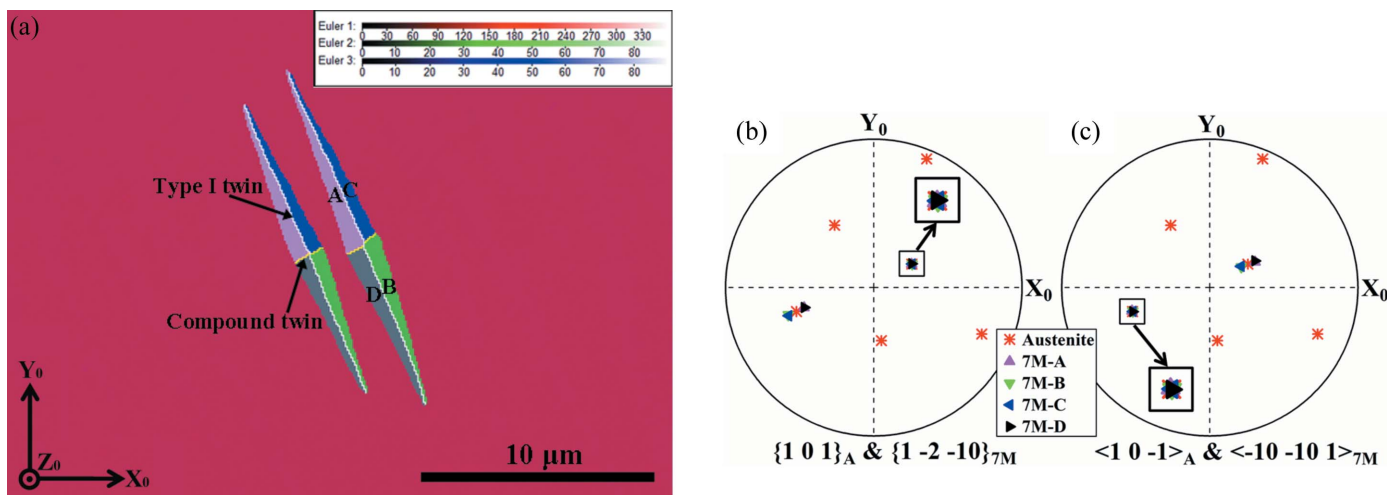 (a)
Euler 1:
0 30 60 90 120 150 180 210 240 270 300 330
Euler 2:
0 10 20 30 40 50 60 70 80
Euler 3:
0 10 20 30 40 50 60 70 80
Type I twin
A C
D B
Compound twin
Y₀
Z₀
X₀
10 μm
(b)
Y₀
X₀
{1 0 1}A & {1 -2 -10}7M
Austenite
7M-A
7M-B
7M-C
7M-D
(c)
Y₀
X₀
<1 0 -1>A & <-10 -10 1>7M